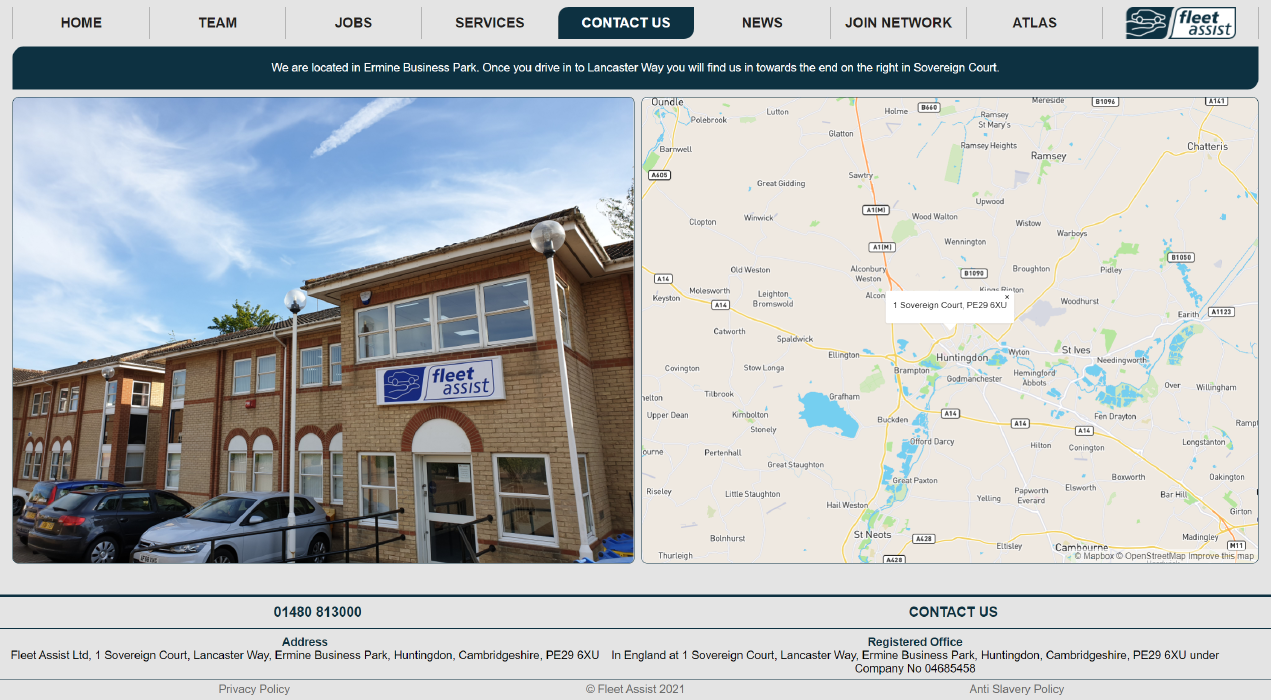 HOME
TEAM
JOBS
SERVICES
CONTACT US
NEWS
JOIN NETWORK
ATLAS
fleet
assist
We are located in Ermine Business Park. Once you drive in to Lancaster Way you will find us in towards the end on the right in Sovereign Court.
fleet
assist
Oundle
Lutton
Holme
B660
Mereside
B1096
A141
Polebrook
Ramsey
St Mary's
Glatton
Barnwell
Ramsey Heights
Ramsey
Chatteris
A605
Sawtry
Great Gidding
Upwood
A1(M)
Clopton
Winwick
Wood Walton
Wistow
Warboys
A1(M)
Wennington
B1050
Old Weston
Alconbury
Weston
B1090
Broughton
Pidley
A14
Keyston
Molesworth
Leighton
Bromswold
Alcon
Kings Ripton
Woodhurst
A14
1 Sovereign Court, PE29 6XU
×
Earith
A1123
Catworth
Spaldwick
Ellington
Huntingdon
Wyton
St Ives
Needingworth
Covington
Stow Longa
Brampton
Godmanchester
Hemingford
Abbots
Over
Willingham
Tilbrook
Grafham
elton
Upper Dean
Kimbolton
Stonely
Buckden
A14
A14
A14
Fen Drayton
Rampt
Offord Darcy
Hilton
Conington
Longstanton
ourne
Pertenhall
Great Staughton
Great Paxton
Boxworth
Oakington
Riseley
Little Staughton
Hail Weston
Yelling
Papworth
Everard
Elsworth
Bar Hill
Girton
Bolnhurst
St Neots
A428
Eltisley
Cambourne
Madingley
M11
Thurleigh
A428
© Mapbox © OpenStreetMap Improve this map
01480 813000
CONTACT US
Address
Fleet Assist Ltd, 1 Sovereign Court, Lancaster Way, Ermine Business Park, Huntingdon, Cambridgeshire, PE29 6XU
Registered Office
In England at 1 Sovereign Court, Lancaster Way, Ermine Business Park, Huntingdon, Cambridgeshire, PE29 6XU under
Company No 04685458
Privacy Policy
© Fleet Assist 2021
Anti Slavery Policy